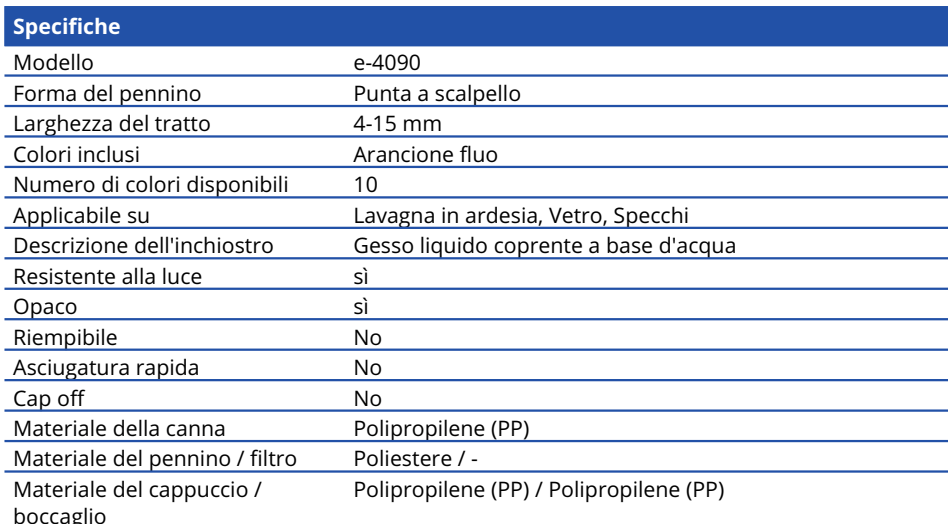 Specifiche
Modello e-4090
Forma del pennino Punta a scalpello
Larghezza del tratto 4-15 mm
Colori inclusi Arancione fluo
Numero di colori disponibili 10
Applicabile su Lavagna in ardesia, Vetro, Specchi
Descrizione dell'inchiostro Gesso liquido coprente a base d'acqua
Resistente alla luce sì
Opaco sì
Riempibile No
Asciugatura rapida No
Cap off No
Materiale della canna Polipropilene (PP)
Materiale del pennino / filtro Poliestere / -
Materiale del cappuccio / Polipropilene (PP) / Polipropilene (PP)
boccaglio